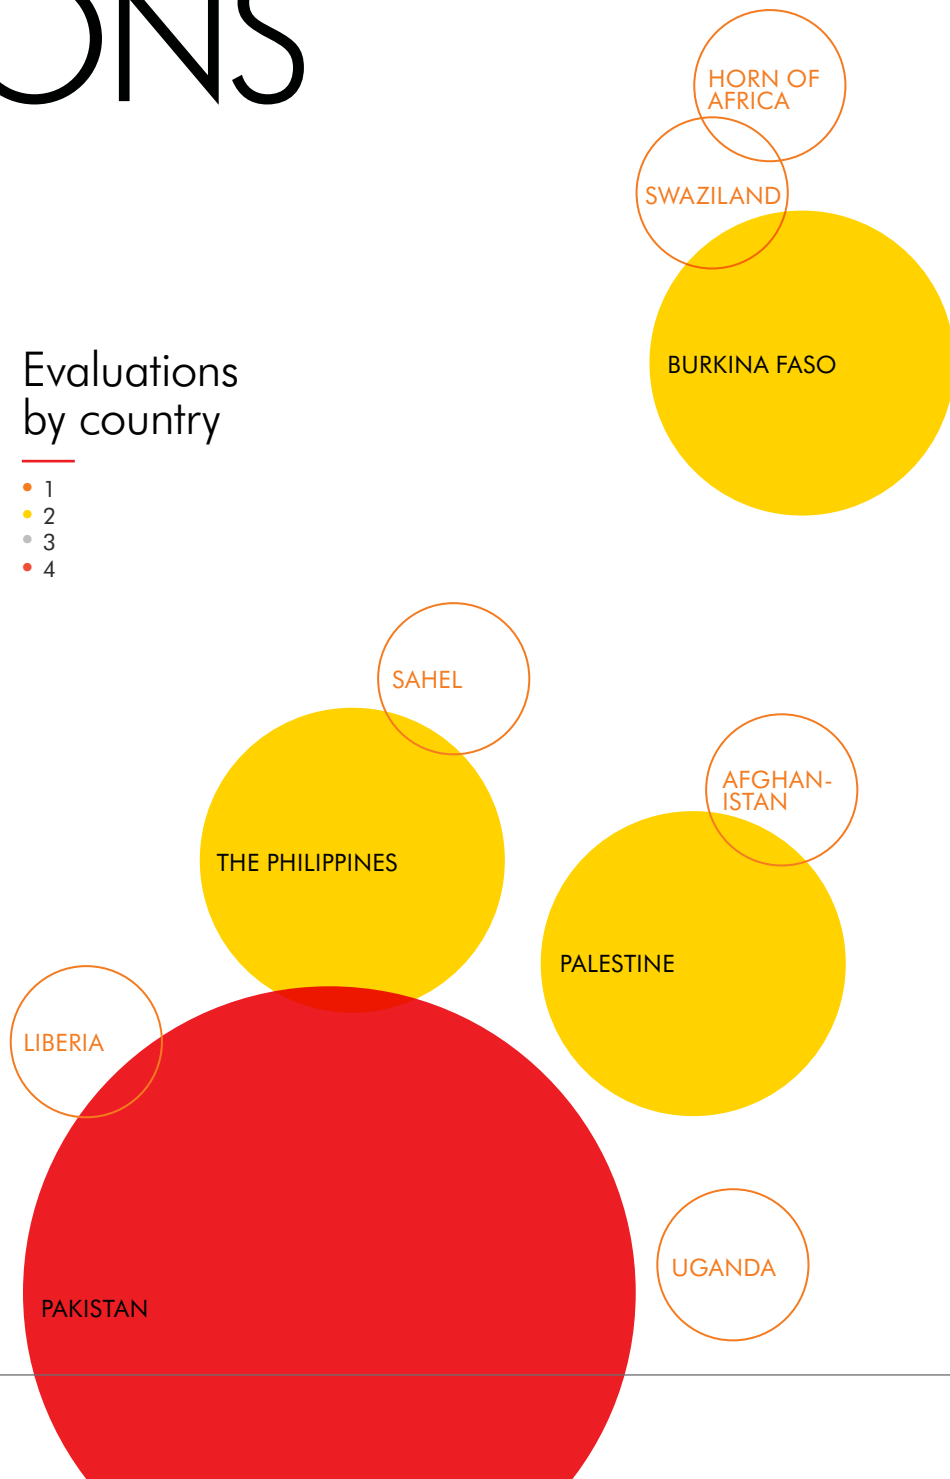 ONS
HORN OF
AFRICA
SWAZILAND
BURKINA FASO
Evaluations
by country
1
2
3
4
SAHEL
AFGHAN-
ISTAN
THE PHILIPPINES
PALESTINE
LIBERIA
UGANDA
PAKISTAN